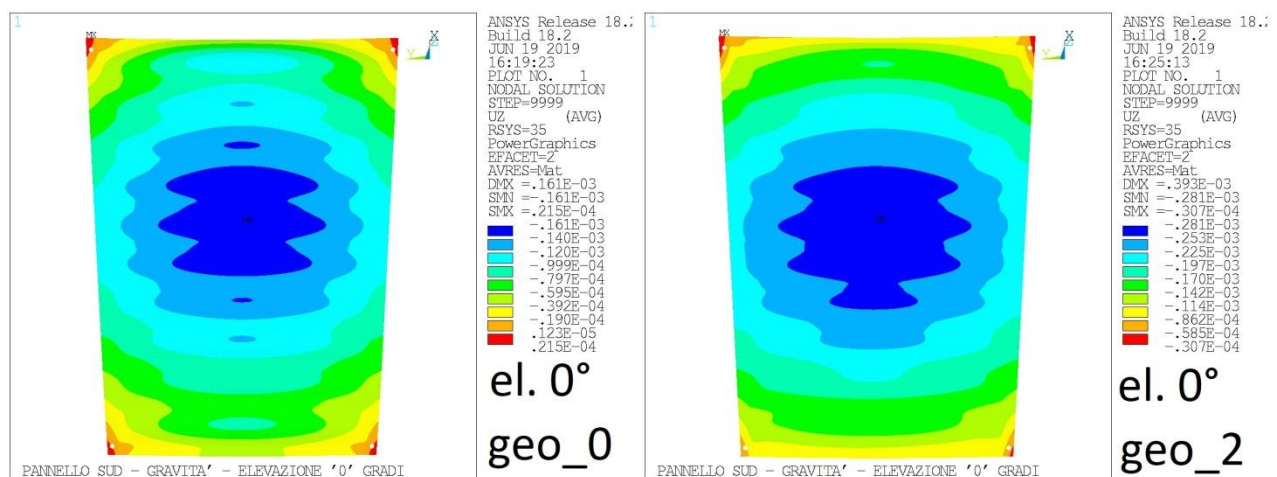 1
MX
X
Y
Z
MN
PANNELLO SUD - GRAVITA' - ELEVAZIONE '0' GRADI
ANSYS Release 18.2
Build 18.2
JUN 19 2019
16:19:23
PLOT NO. 1
NODAL SOLUTION
STEP=9999
UZ (AVG)
RSYS=35
PowerGraphics
EFACET=2
AVRES=Mat
DMX =.161E-03
SMN =-.161E-03
SMX =.215E-04
-.161E-03
-.140E-03
-.120E-03
-.999E-04
-.797E-04
-.595E-04
-.392E-04
-.190E-04
.123E-05
.215E-04
el. 0°
geo_0
1
MX
X
Y
Z
MN
PANNELLO SUD - GRAVITA' - ELEVAZIONE '0' GRADI
ANSYS Release 18.2
Build 18.2
JUN 19 2019
16:25:13
PLOT NO. 1
NODAL SOLUTION
STEP=9999
UZ (AVG)
RSYS=35
PowerGraphics
EFACET=2
AVRES=Mat
DMX =.393E-03
SMN =-.281E-03
SMX =-.307E-04
-.281E-03
-.253E-03
-.225E-03
-.197E-03
-.170E-03
-.142E-03
-.114E-03
-.862E-04
-.585E-04
-.307E-04
el. 0°
geo_2